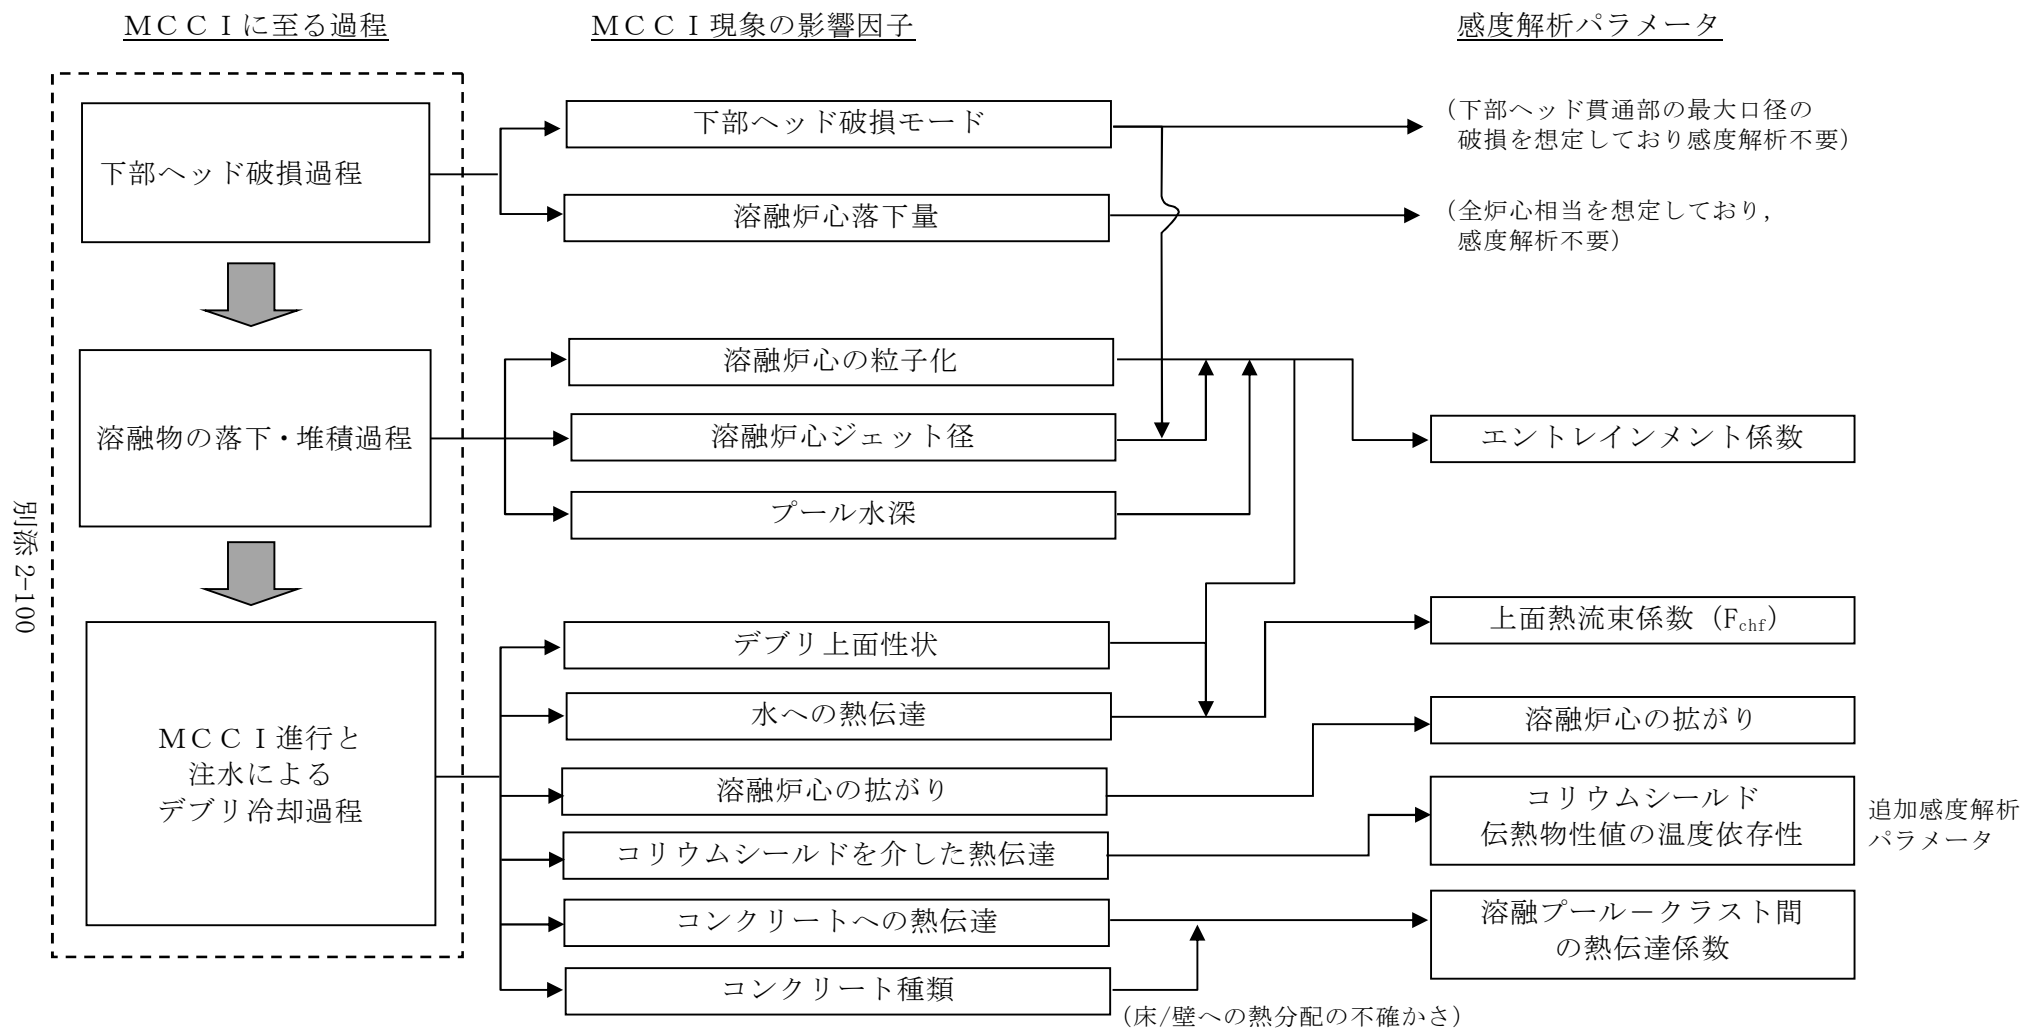 ＭＣＣＩに至る過程
ＭＣＣＩ現象の影響因子
感度解析パラメータ
下部ヘッド破損過程
下部ヘッド破損モード
（下部ヘッド貫通部の最大口径の
破損を想定しており感度解析不要）
溶融炉心落下量
（全炉心相当を想定しており，
感度解析不要）
溶融物の落下・堆積過程
溶融炉心の粒子化
溶融炉心ジェット径
エントレインメント係数
プール水深
別添 2-100
ＭＣＣＩ進行と
注水による
デブリ冷却過程
デブリ上面性状
上面熱流束係数（Fchf）
水への熱伝達
溶融炉心の拡がり
溶融炉心の拡がり
コリウムシールドを介した熱伝達
コリウムシールド
伝熱物性値の温度依存性
追加感度解析
パラメータ
コンクリートへの熱伝達
溶融プール－クラスト間
の熱伝達係数
コンクリート種類
（床/壁への熱分配の不確かさ）